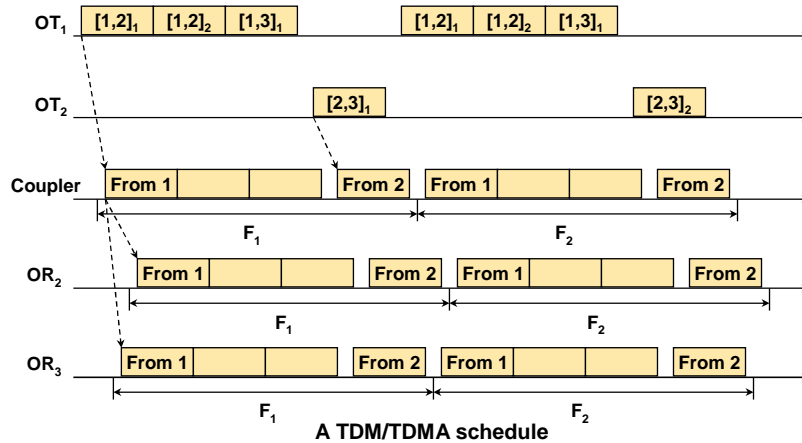 OT1 [1,2]1 [1,2]2 [1,3]1 [1,2]1 [1,2]2 [1,3]1
OT2 [2,3]1 [2,3]2
Coupler From 1 From 2 From 1 From 2
F1 F2
OR2 From 1 From 2 From 1 From 2
F1 F2
OR3 From 1 From 2 From 1 From 2
F1 F2
A TDM/TDMA schedule